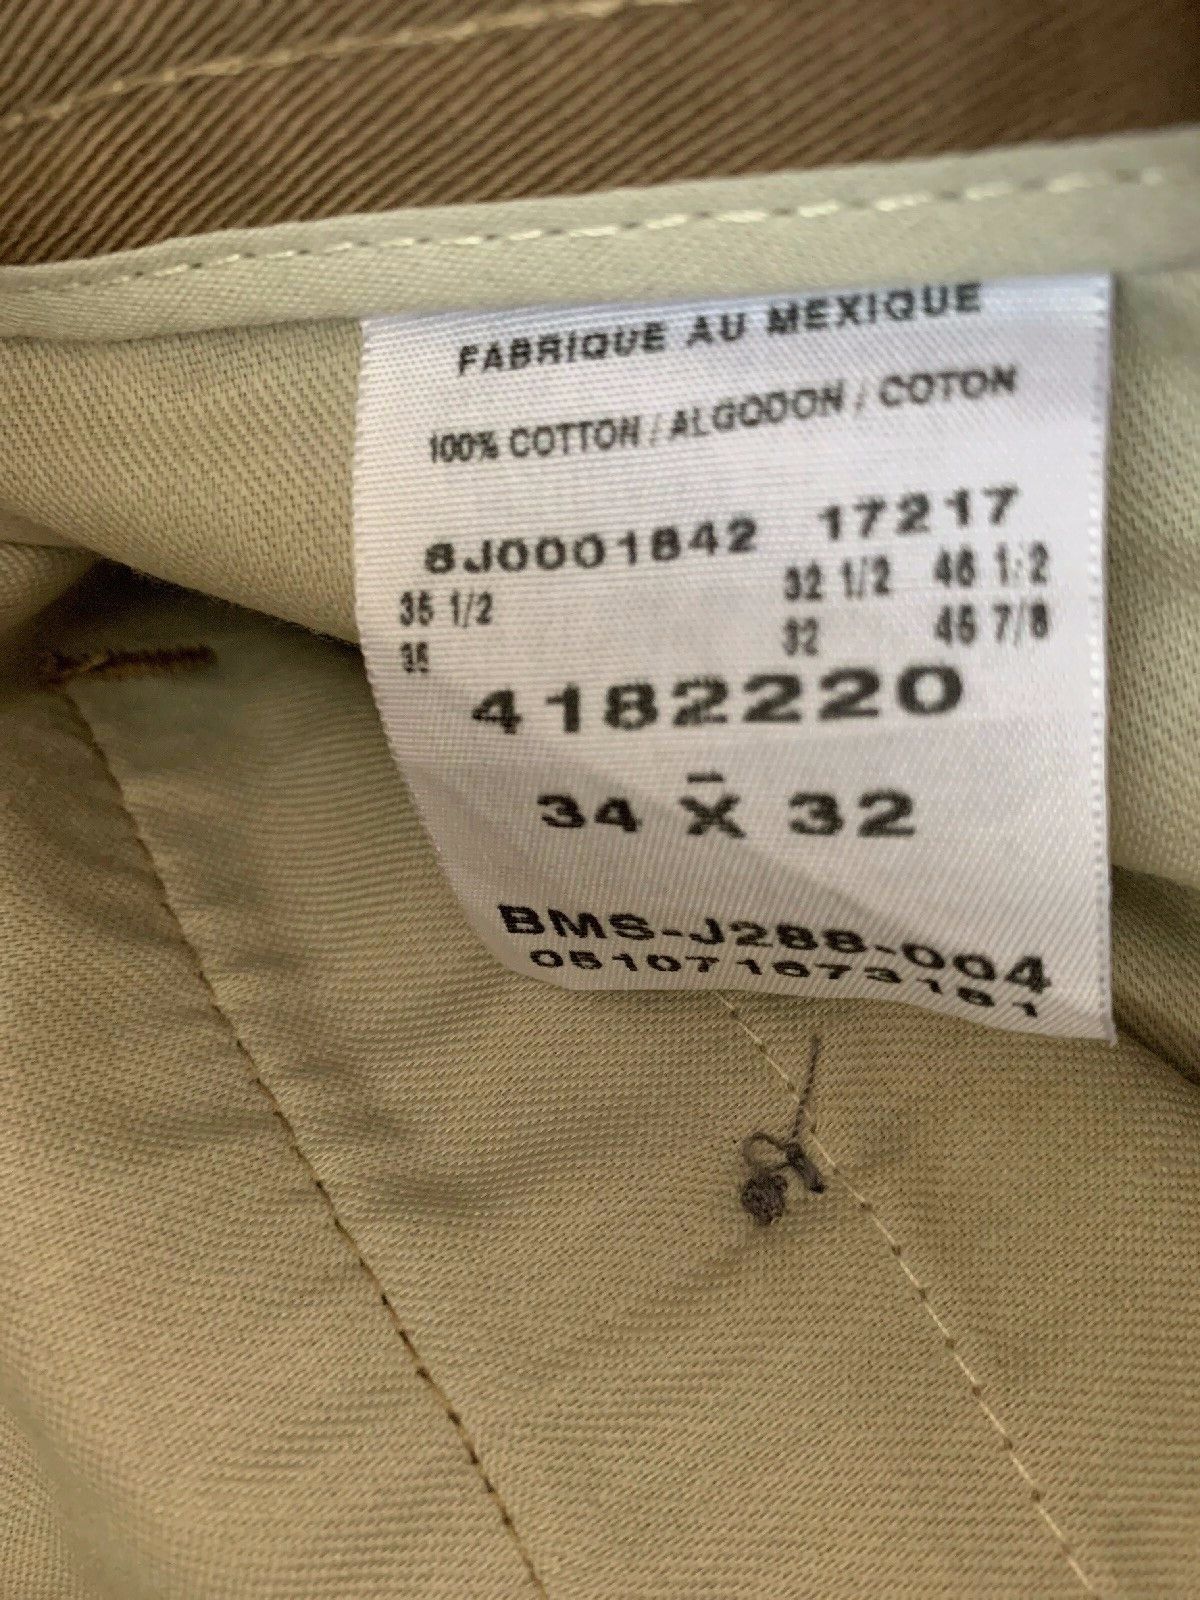 FABRIQUE AU MEXIQUE
100% COTTON / ALGODON / COTON
8J0001842 17217
35 1/2 32 1/2 46 1/2
35 32 45 7/8
4182220
34 X 32
BMS-J288-004
051071673181